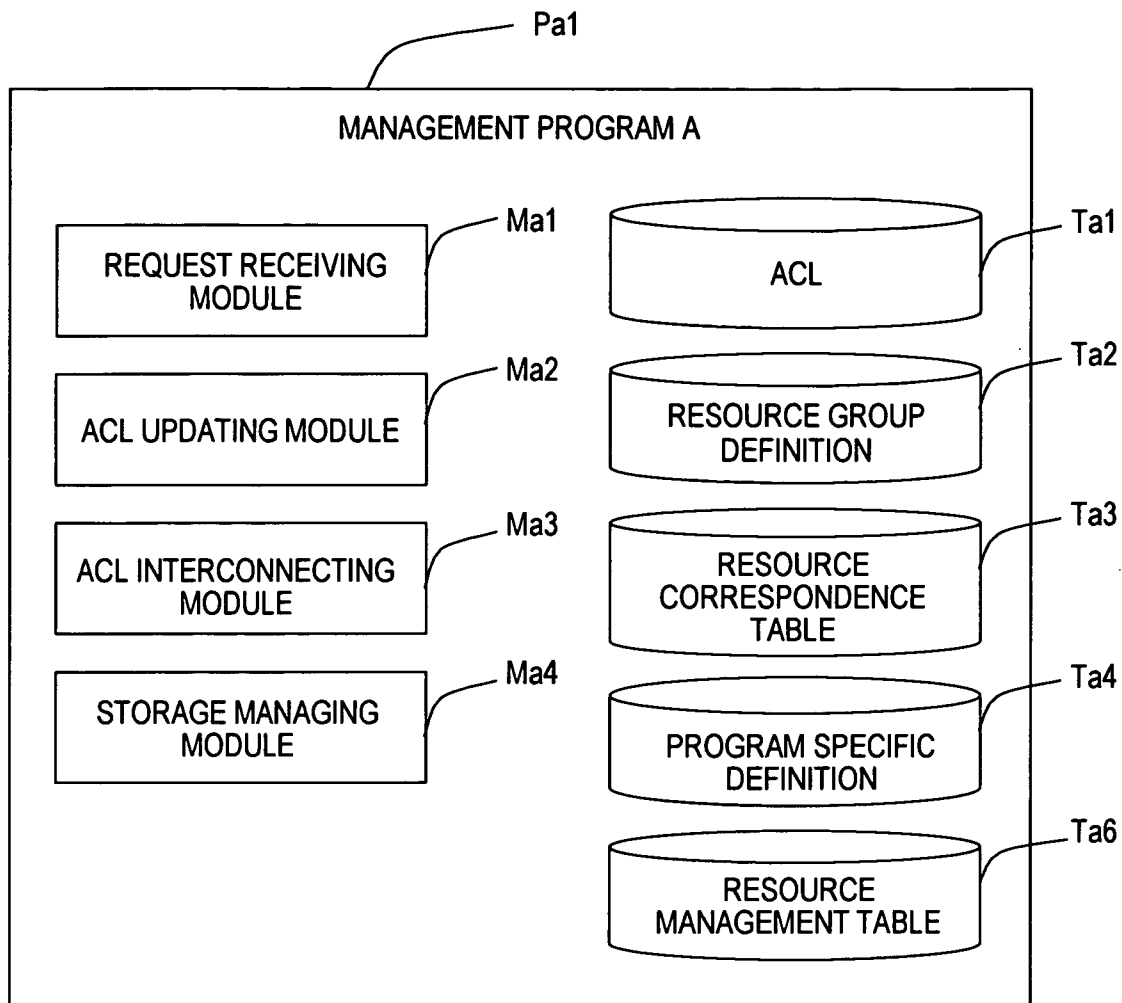 Pa1
MANAGEMENT PROGRAM A
REQUEST RECEIVING
MODULE
Ma1
ACL UPDATING MODULE
Ma2
ACL INTERCONNECTING
MODULE
Ma3
STORAGE MANAGING
MODULE
Ma4
ACL
Ta1
RESOURCE GROUP
DEFINITION
Ta2
RESOURCE
CORRESPONDENCE
TABLE
Ta3
PROGRAM SPECIFIC
DEFINITION
Ta4
RESOURCE
MANAGEMENT TABLE
Ta6